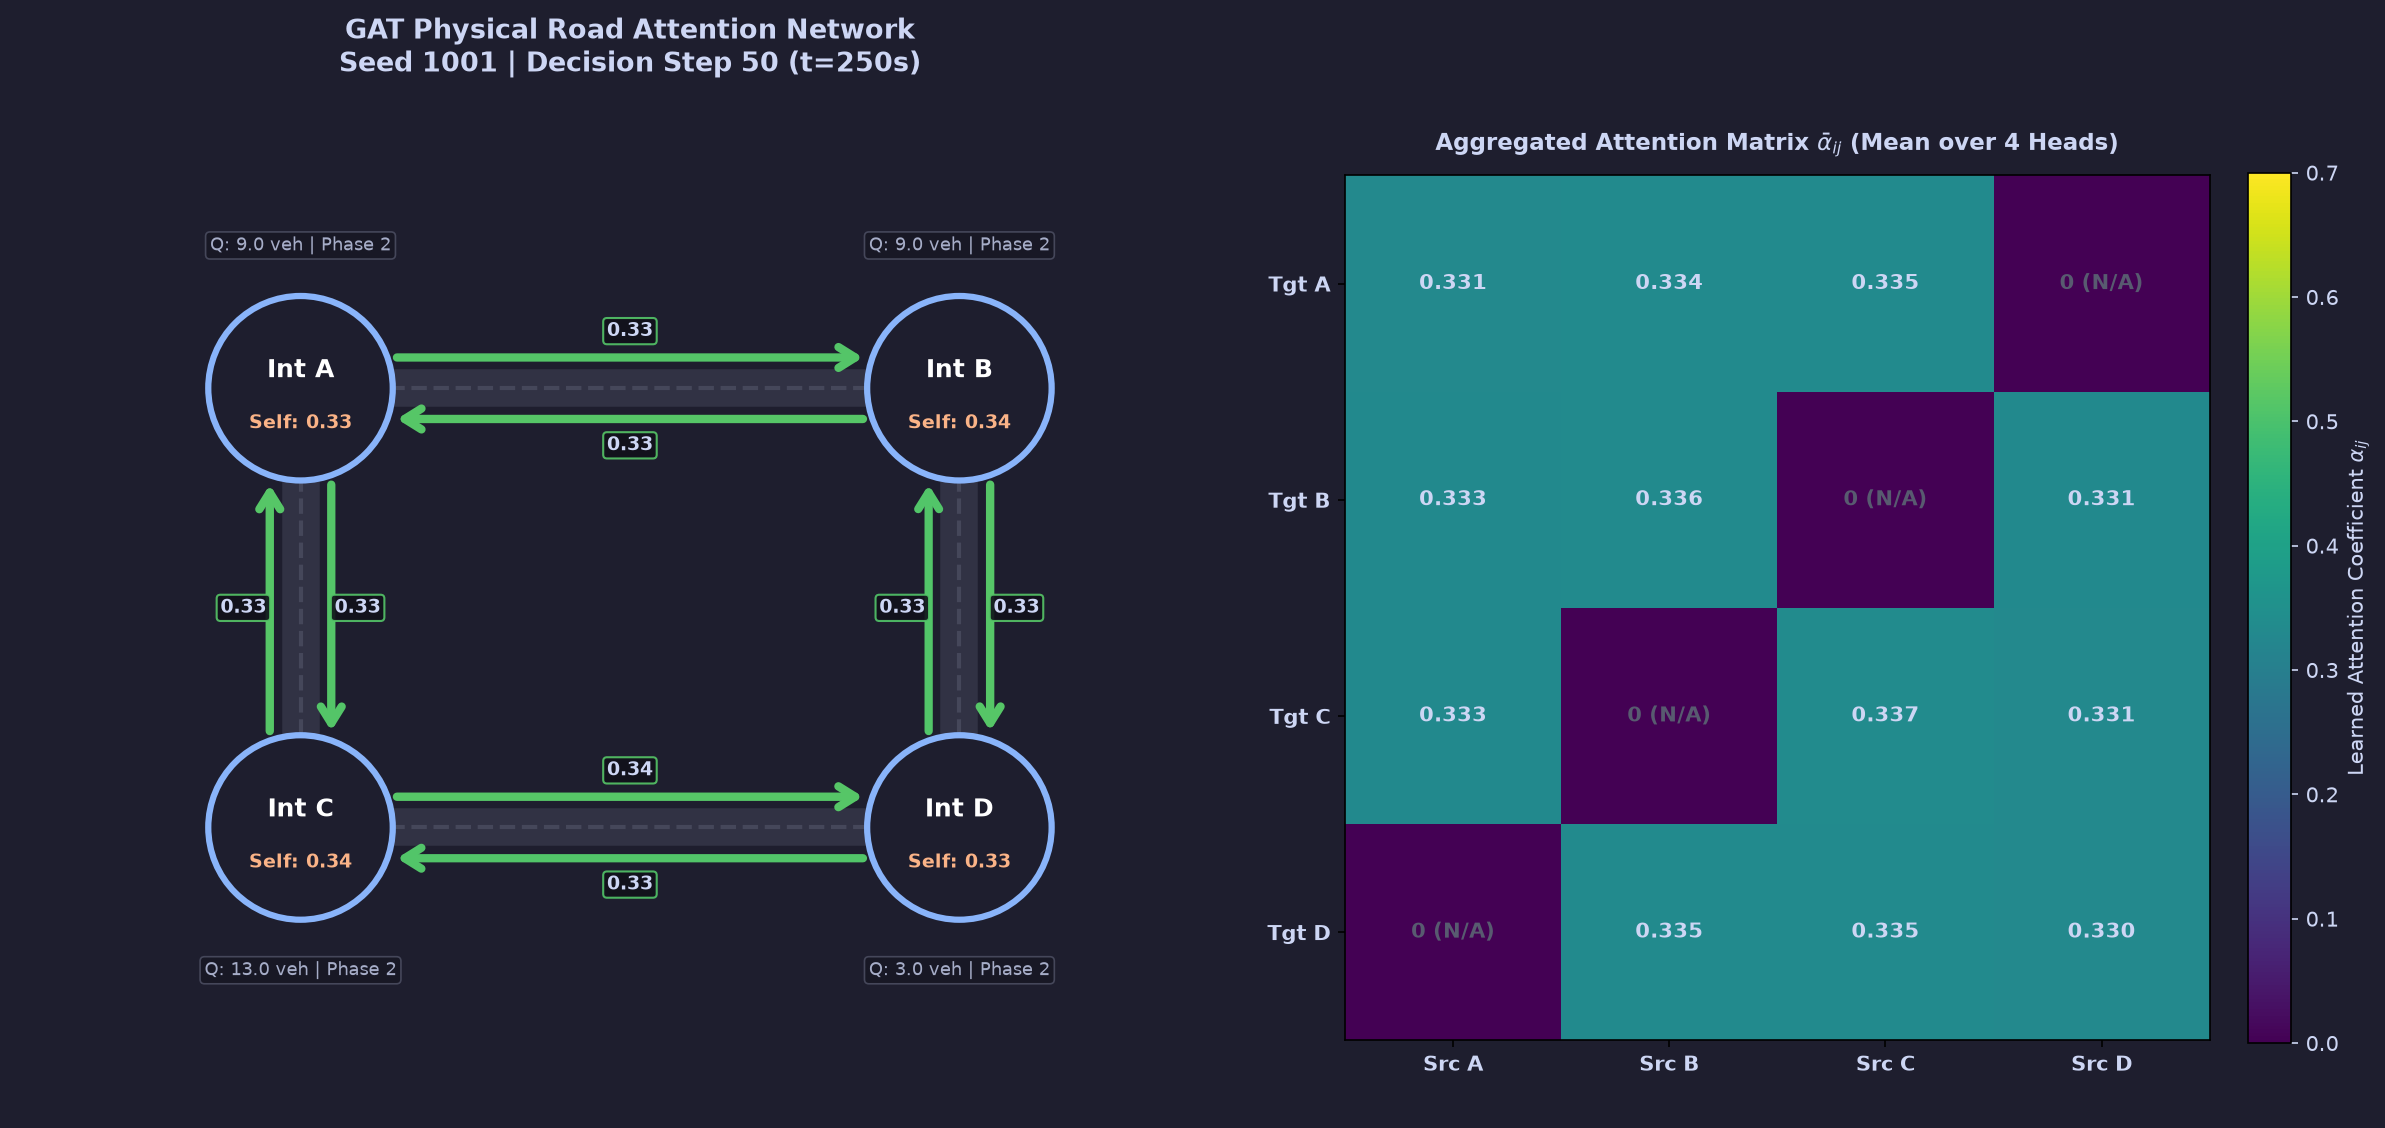 GAT Physical Road Attention Network
Seed 1001 | Decision Step 50 (t=250s)
Q: 9.0 veh | Phase 2
Q: 9.0 veh | Phase 2
Int A
Self: 0.33
0.33
0.33
Int B
Self: 0.34
0.33
0.33
0.33
0.33
Int C
Self: 0.34
0.34
0.33
Int D
Self: 0.33
Q: 13.0 veh | Phase 2
Q: 3.0 veh | Phase 2
Aggregated Attention Matrix ᾱij (Mean over 4 Heads)
Tgt A 0.331 0.334 0.335 0 (N/A)
Tgt B 0.333 0.336 0 (N/A) 0.331
Tgt C 0.333 0 (N/A) 0.337 0.331
Tgt D 0 (N/A) 0.335 0.335 0.330
Src A Src B Src C Src D
0.7
0.6
0.5
0.4
0.3
0.2
0.1
0.0
Learned Attention Coefficient αij